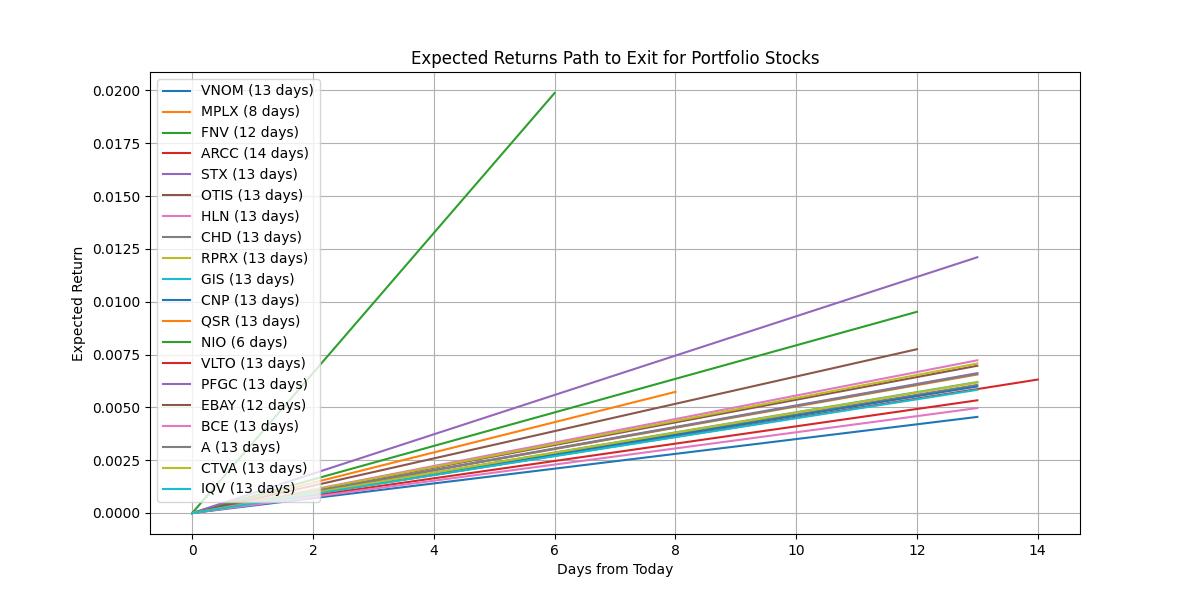 Expected Returns Path to Exit for Portfolio Stocks
Expected Return
0.0200
0.0175
0.0150
0.0125
0.0100
0.0075
0.0050
0.0025
0.0000
VNOM (13 days)
MPLX (8 days)
FNV (12 days)
ARCC (14 days)
STX (13 days)
OTIS (13 days)
HLN (13 days)
CHD (13 days)
RPRX (13 days)
GIS (13 days)
CNP (13 days)
QSR (13 days)
NIO (6 days)
VLTO (13 days)
PFGC (13 days)
EBAY (12 days)
BCE (13 days)
A (13 days)
CTVA (13 days)
IQV (13 days)
0 2 4 6 8 10 12 14
Days from Today